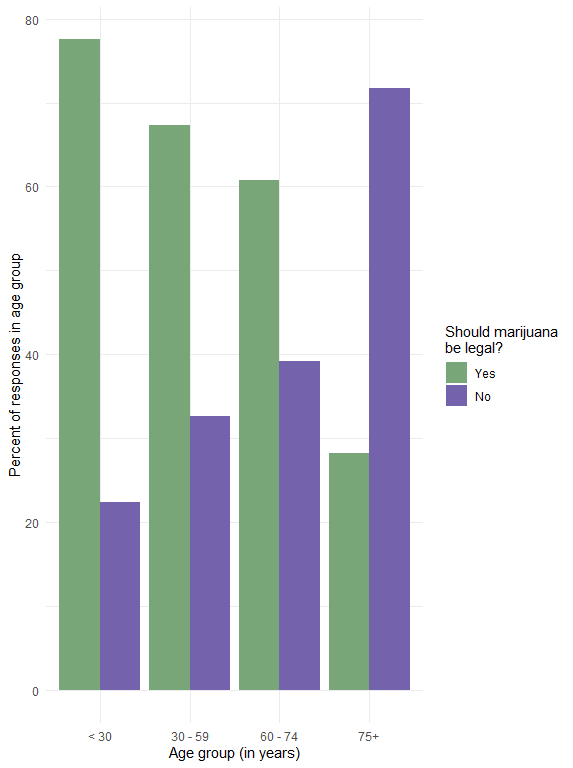 80
60
40
20
0
Percent of responses in age group
< 30
30 - 59
60 - 74
75+
Age group (in years)
Should marijuana
be legal?
Yes
No